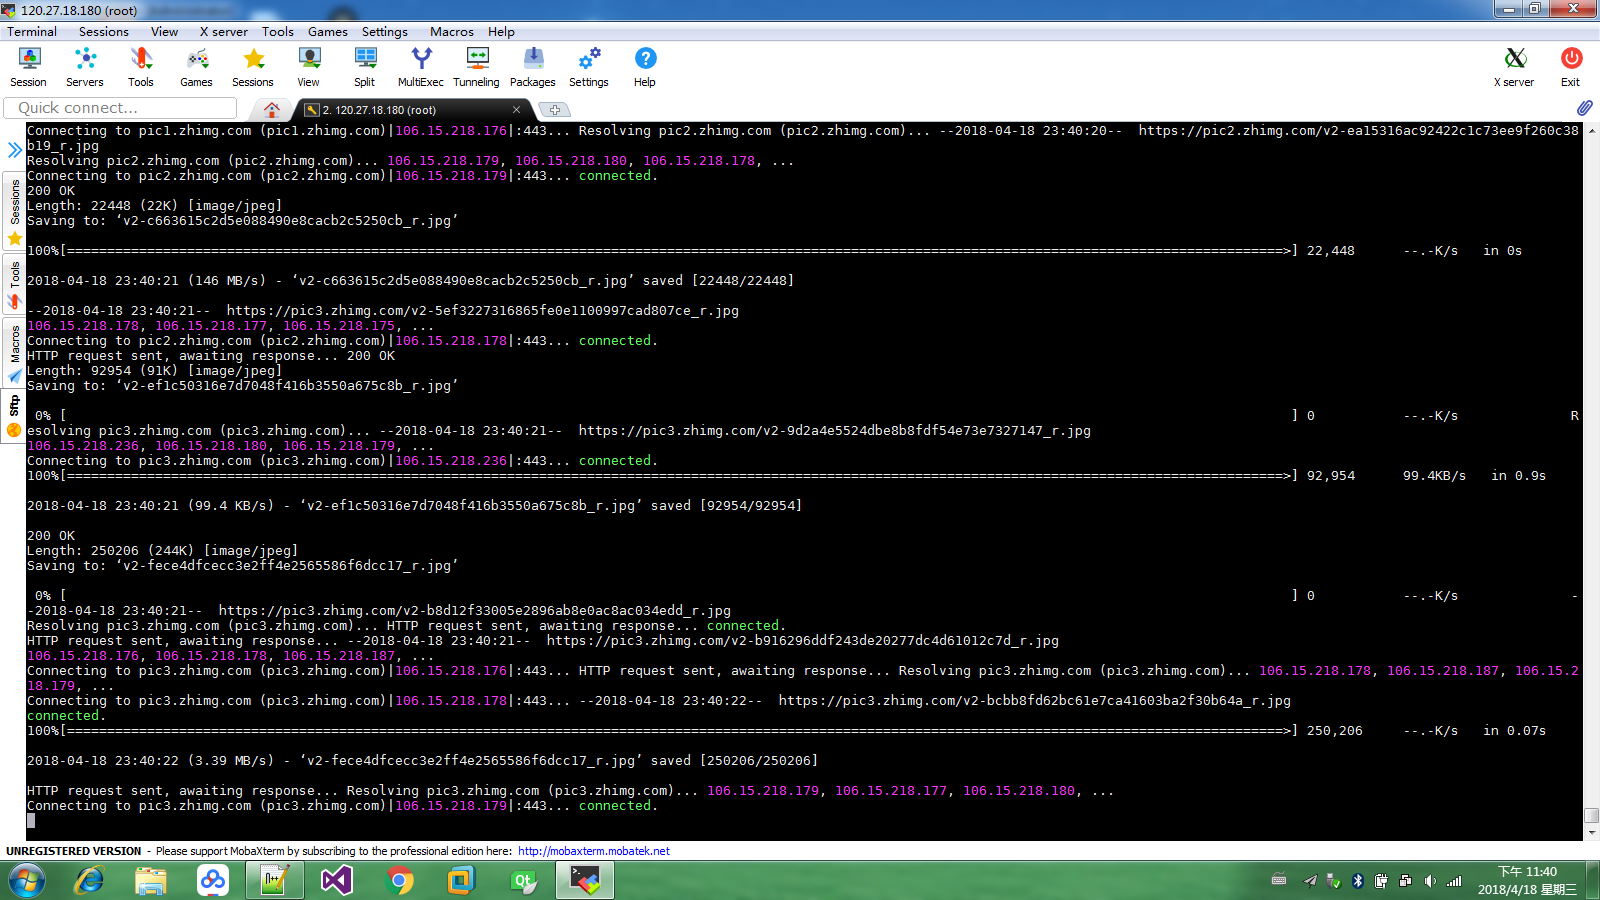 120.27.18.180 (root)
Terminal Sessions View X server Tools Games Settings Macros Help
Session Servers Tools Games Sessions View Split MultiExec Tunneling Packages Settings Help X server Exit
Quick connect...
2. 120.27.18.180 (root)
Sessions
Tools
Macros
Sftp
Connecting to pic1.zhimg.com (pic1.zhimg.com)|106.15.218.176|:443... Resolving pic2.zhimg.com (pic2.zhimg.com)... --2018-04-18 23:40:20--  https://pic2.zhimg.com/v2-ea15316ac92422c1c73ee9f260c38
b19_r.jpg
Resolving pic2.zhimg.com (pic2.zhimg.com)... 106.15.218.179, 106.15.218.180, 106.15.218.178, ...
Connecting to pic2.zhimg.com (pic2.zhimg.com)|106.15.218.179|:443... connected.
200 OK
Length: 22448 (22K) [image/jpeg]
Saving to: ‘v2-c663615c2d5e088490e8cacb2c5250cb_r.jpg’
100%[=====================================================>] 22,448 --.-K/s in 0s
2018-04-18 23:40:21 (146 MB/s) - ‘v2-c663615c2d5e088490e8cacb2c5250cb_r.jpg’ saved [22448/22448]
--2018-04-18 23:40:21--  https://pic3.zhimg.com/v2-5ef3227316865fe0e1100997cad807ce_r.jpg
106.15.218.178, 106.15.218.177, 106.15.218.175, ...
Connecting to pic2.zhimg.com (pic2.zhimg.com)|106.15.218.178|:443... connected.
HTTP request sent, awaiting response... 200 OK
Length: 92954 (91K) [image/jpeg]
Saving to: ‘v2-ef1c50316e7d7048f416b3550a675c8b_r.jpg’
0% [ ] 0 --.-K/s R
esolving pic3.zhimg.com (pic3.zhimg.com)... --2018-04-18 23:40:21--  https://pic3.zhimg.com/v2-9d2a4e5524dbe8b8fdf54e73e7327147_r.jpg
106.15.218.236, 106.15.218.180, 106.15.218.179, ...
Connecting to pic3.zhimg.com (pic3.zhimg.com)|106.15.218.236|:443... connected.
100%[=====================================================>] 92,954 99.4KB/s in 0.9s
2018-04-18 23:40:21 (99.4 KB/s) - ‘v2-ef1c50316e7d7048f416b3550a675c8b_r.jpg’ saved [92954/92954]
200 OK
Length: 250206 (244K) [image/jpeg]
Saving to: ‘v2-fece4dfcecc3e2ff4e2565586f6dcc17_r.jpg’
0% [ ] 0 --.-K/s -
-2018-04-18 23:40:21--  https://pic3.zhimg.com/v2-b8d12f33005e2896ab8e0ac8ac034edd_r.jpg
Resolving pic3.zhimg.com (pic3.zhimg.com)... HTTP request sent, awaiting response... connected.
HTTP request sent, awaiting response... --2018-04-18 23:40:21--  https://pic3.zhimg.com/v2-b916296ddf243de20277dc4d61012c7d_r.jpg
106.15.218.176, 106.15.218.178, 106.15.218.187, ...
Connecting to pic3.zhimg.com (pic3.zhimg.com)|106.15.218.176|:443... HTTP request sent, awaiting response... Resolving pic3.zhimg.com (pic3.zhimg.com)... 106.15.218.178, 106.15.218.187, 106.15.2
18.179, ...
Connecting to pic3.zhimg.com (pic3.zhimg.com)|106.15.218.178|:443... --2018-04-18 23:40:22--  https://pic3.zhimg.com/v2-bcbb8fd62bc61e7ca41603ba2f30b64a_r.jpg
connected.
100%[=====================================================>] 250,206 --.-K/s in 0.07s
2018-04-18 23:40:22 (3.39 MB/s) - ‘v2-fece4dfcecc3e2ff4e2565586f6dcc17_r.jpg’ saved [250206/250206]
HTTP request sent, awaiting response... Resolving pic3.zhimg.com (pic3.zhimg.com)... 106.15.218.179, 106.15.218.177, 106.15.218.180, ...
Connecting to pic3.zhimg.com (pic3.zhimg.com)|106.15.218.179|:443... connected.
UNREGISTERED VERSION - Please support MobaXterm by subscribing to the professional edition here: http://mobaxterm.mobatek.net
下午 11:40
2018/4/18 星期三